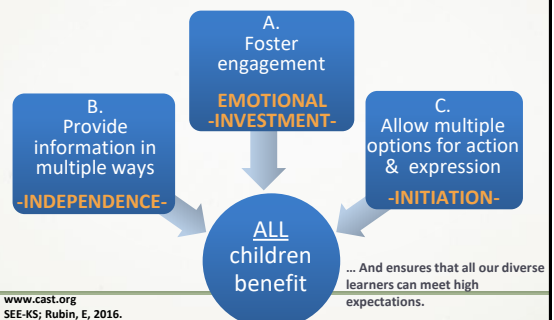 A.
Foster
engagement
EMOTIONAL
-INVESTMENT-
B.
Provide
information in
multiple ways
-INDEPENDENCE-
C.
Allow multiple
options for action
& expression
-INITIATION-
ALL
children
benefit
... And ensures that all our diverse
learners can meet high
expectations.
www.cast.org
SEE-KS; Rubin, E, 2016.